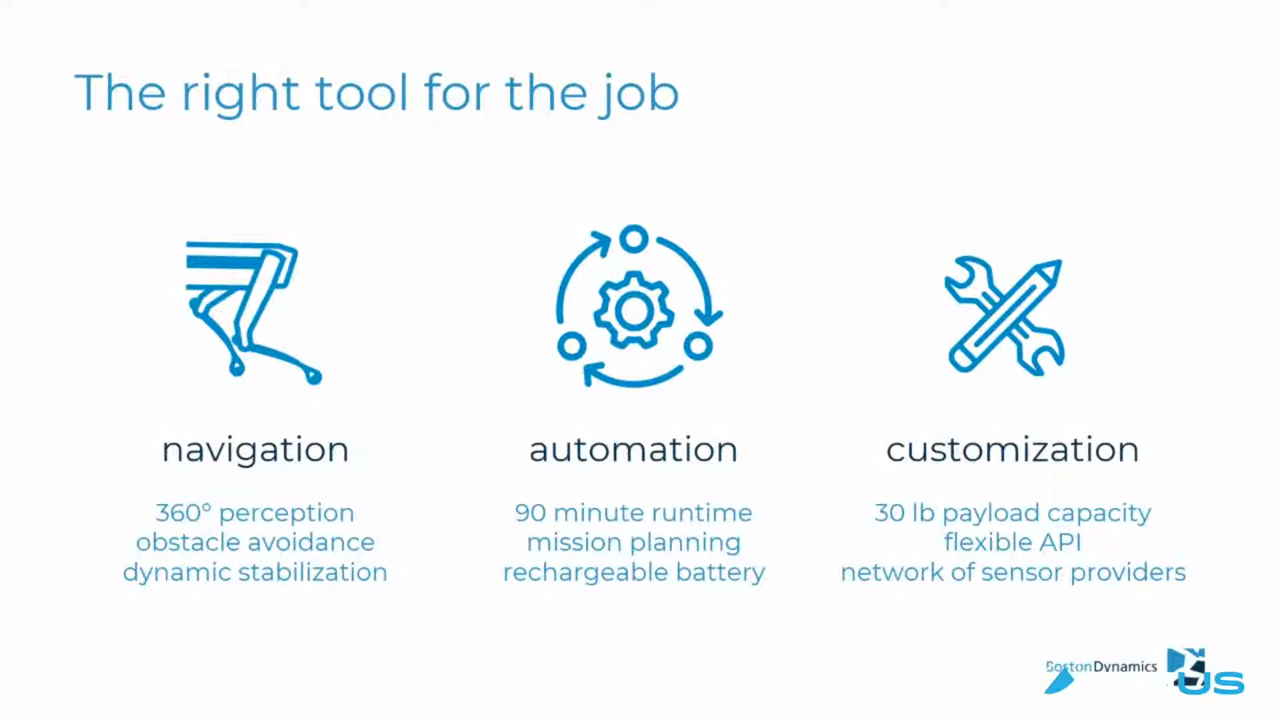 The right tool for the job
navigation
360° perception
obstacle avoidance
dynamic stabilization
automation
90 minute runtime
mission planning
rechargeable battery
customization
30 lb payload capacity
flexible API
network of sensor providers
BostonDynamics
US